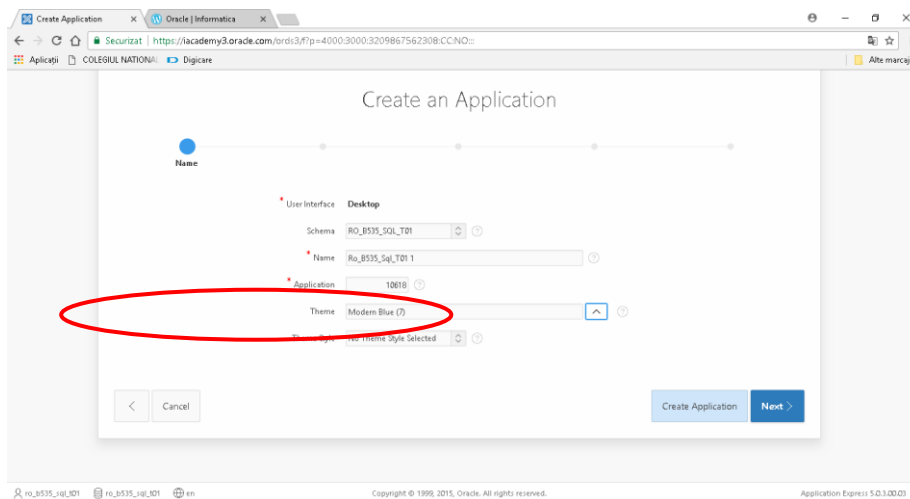 Create Application
Oracle | Informatica
Securizat | https://iacademy3.oracle.com/ords3/f?p=4000:3000:3209867562308:CC:NO:::
Aplicații COLEGIUL NATIONAL Digicare Alte marcaj
Create an Application
Name
* User Interface Desktop
Schema RO_B535_SQL_T01
* Name Ro_B535_Sql_T01 1
* Application 10618
Theme Modern Blue (7)
Theme Style No Theme Style Selected
Cancel Create Application Next
ro_b535_sql_t01 ro_b535_sql_t01 en Copyright © 1999, 2015, Oracle. All rights reserved. Application Express 5.0.3.00.03